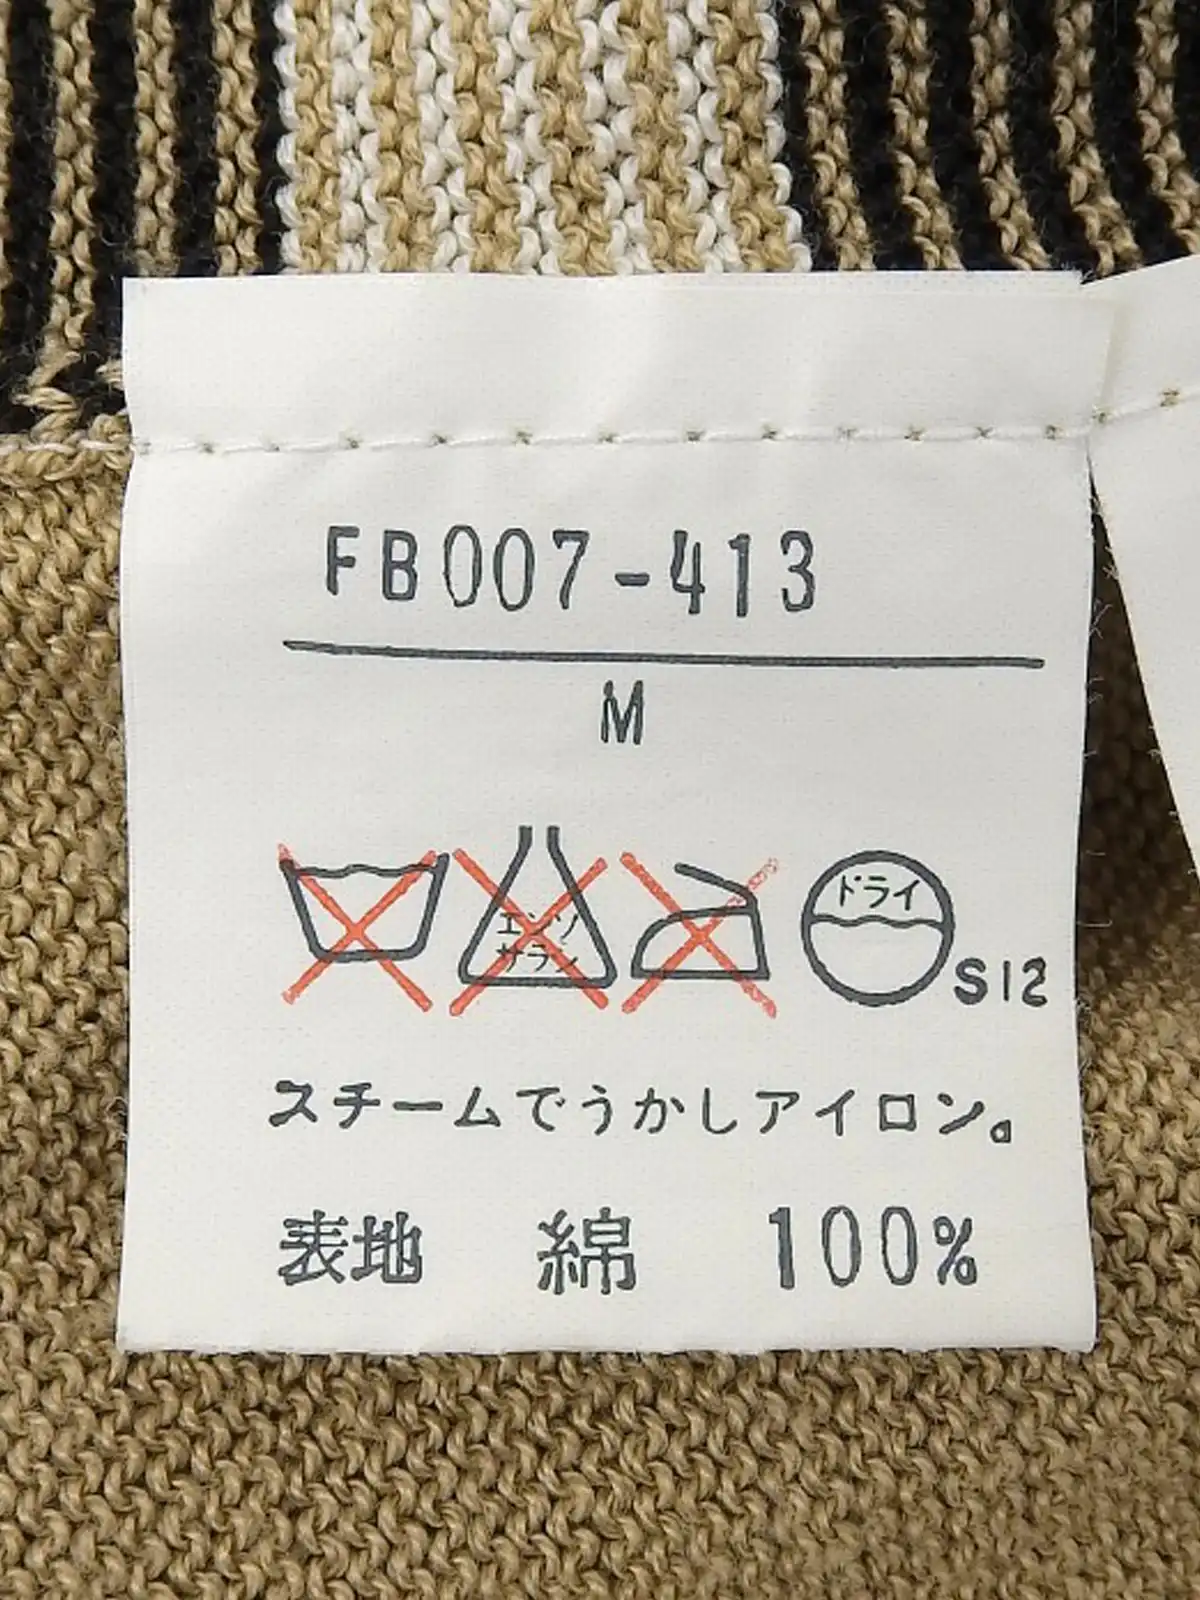 FB007-413
M
エンソ
サラシ
ドライ
S12
スチームでうかしアイロン。
表地 綿 100%